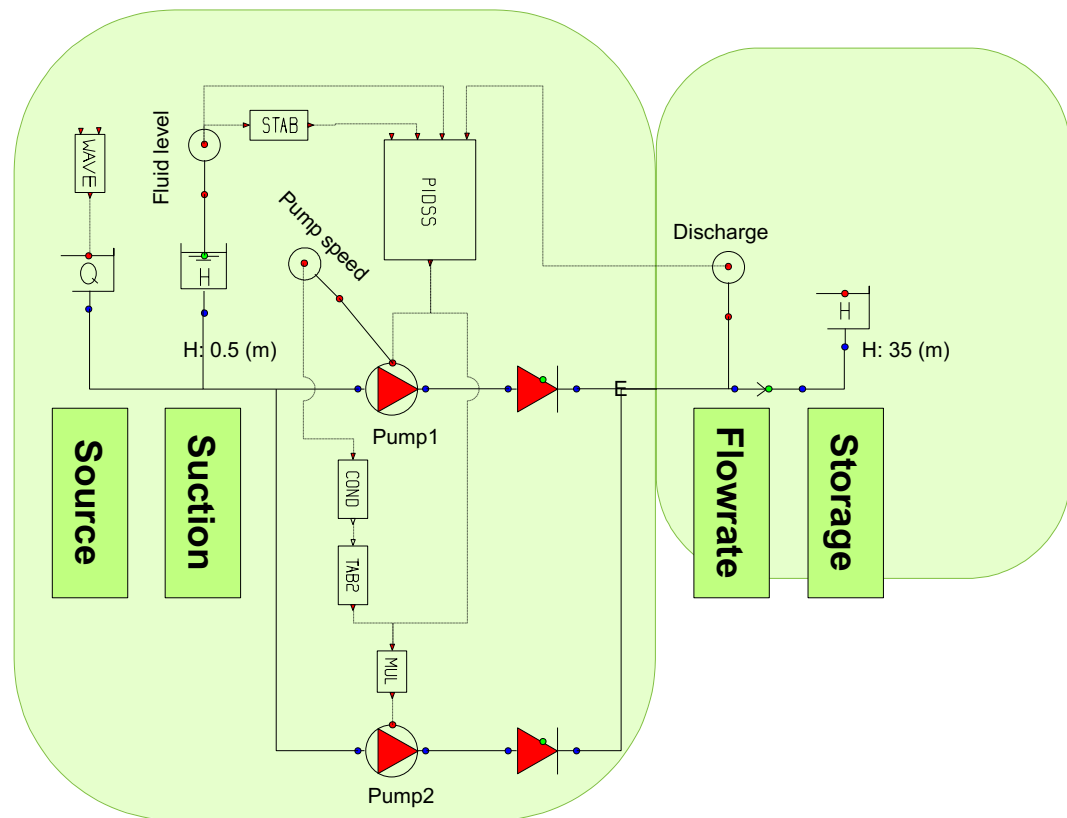 STAB
WAVE
Fluid level
PIDSS
Pump speed
Discharge
Q
H
H
H: 0.5 (m)
H: 35 (m)
E
Pump1
Source
Suction
Flowrate
Storage
COND
TAB2
MUL
Pump2